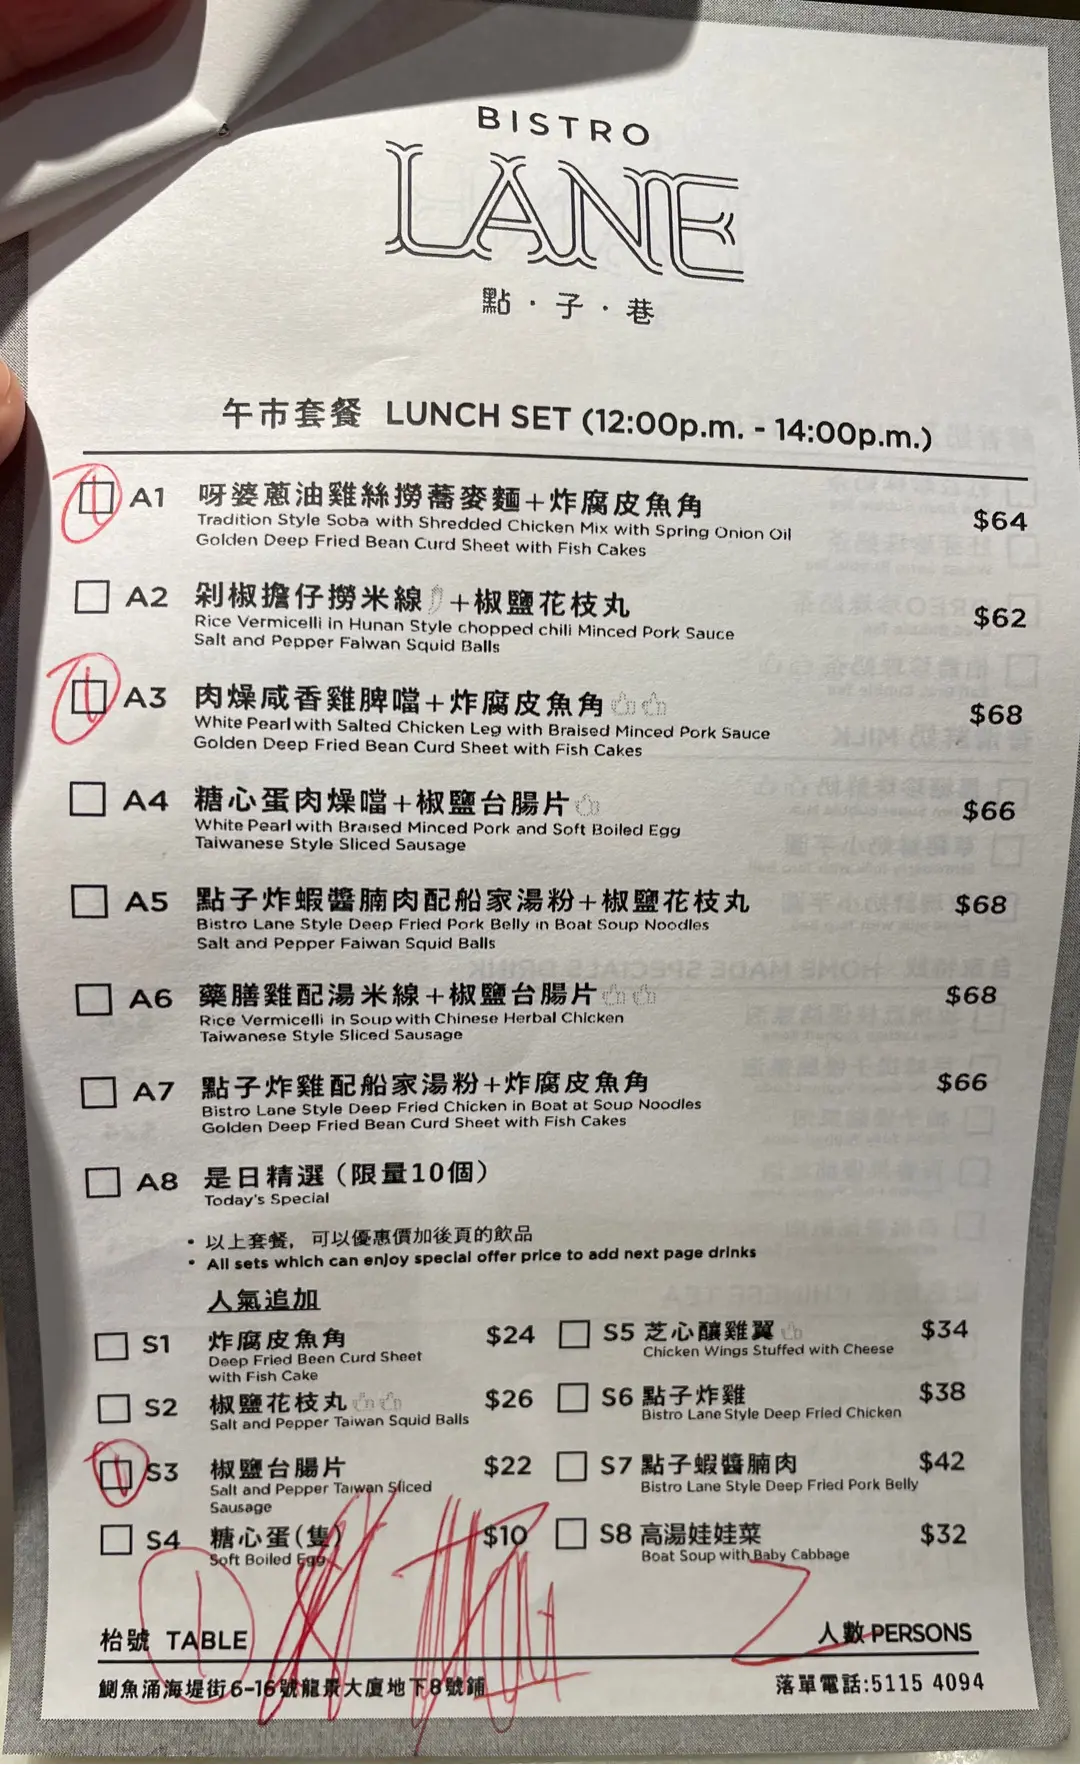 BISTRO
LANE
點·子·巷
午市套餐 LUNCH SET (12:00p.m. - 14:00p.m.)
A1 呀婆蔥油雞絲撈蕎麥麵+炸腐皮魚角 $64
Tradition Style Soba with Shredded Chicken Mix with Spring Onion Oil
Golden Deep Fried Bean Curd Sheet with Fish Cakes
A2 剁椒擔仔撈米線+椒鹽花枝丸 $62
Rice Vermicelli in Hunan Style chopped chili Minced Pork Sauce
Salt and Pepper Faiwan Squid Balls
A3 肉燥咸香雞脾噹+炸腐皮魚角 $68
White Pearl with Salted Chicken Leg with Braised Minced Pork Sauce
Golden Deep Fried Bean Curd Sheet with Fish Cakes
A4 糖心蛋肉燥噹+椒鹽台腸片 $66
White Pearl with Braised Minced Pork and Soft Boiled Egg
Taiwanese Style Sliced Sausage
A5 點子炸蝦醬腩肉配船家湯粉+椒鹽花枝丸 $68
Bistro Lane Style Deep Fried Pork Belly in Boat Soup Noodles
Salt and Pepper Faiwan Squid Balls
A6 藥膳雞配湯米線+椒鹽台腸片 $68
Rice Vermicelli in Soup with Chinese Herbal Chicken
Taiwanese Style Sliced Sausage
A7 點子炸雞配船家湯粉+炸腐皮魚角 $66
Bistro Lane Style Deep Fried Chicken in Boat at Soup Noodles
Golden Deep Fried Bean Curd Sheet with Fish Cakes
A8 是日精選(限量10個)
Today's Special
• 以上套餐,可以優惠價加後頁的飲品
• All sets which can enjoy special offer price to add next page drinks
人氣追加
S1 炸腐皮魚角 $24
Deep Fried Been Curd Sheet
with Fish Cake
S2 椒鹽花枝丸 $26
Salt and Pepper Taiwan Squid Balls
S3 椒鹽台腸片 $22
Salt and Pepper Taiwan Sliced
Sausage
S4 糖心蛋(隻) $10
Soft Boiled Egg
S5 芝心釀雞翼 $34
Chicken Wings Stuffed with Cheese
S6 點子炸雞 $38
Bistro Lane Style Deep Fried Chicken
S7 點子蝦醬腩肉 $42
Bistro Lane Style Deep Fried Pork Belly
S8 高湯娃娃菜 $32
Boat Soup with Baby Cabbage
枱號 TABLE 1
2 人數 PERSONS
鰂魚涌海堤街6-16號龍景大廈地下8號鋪
落單電話:5115 4094